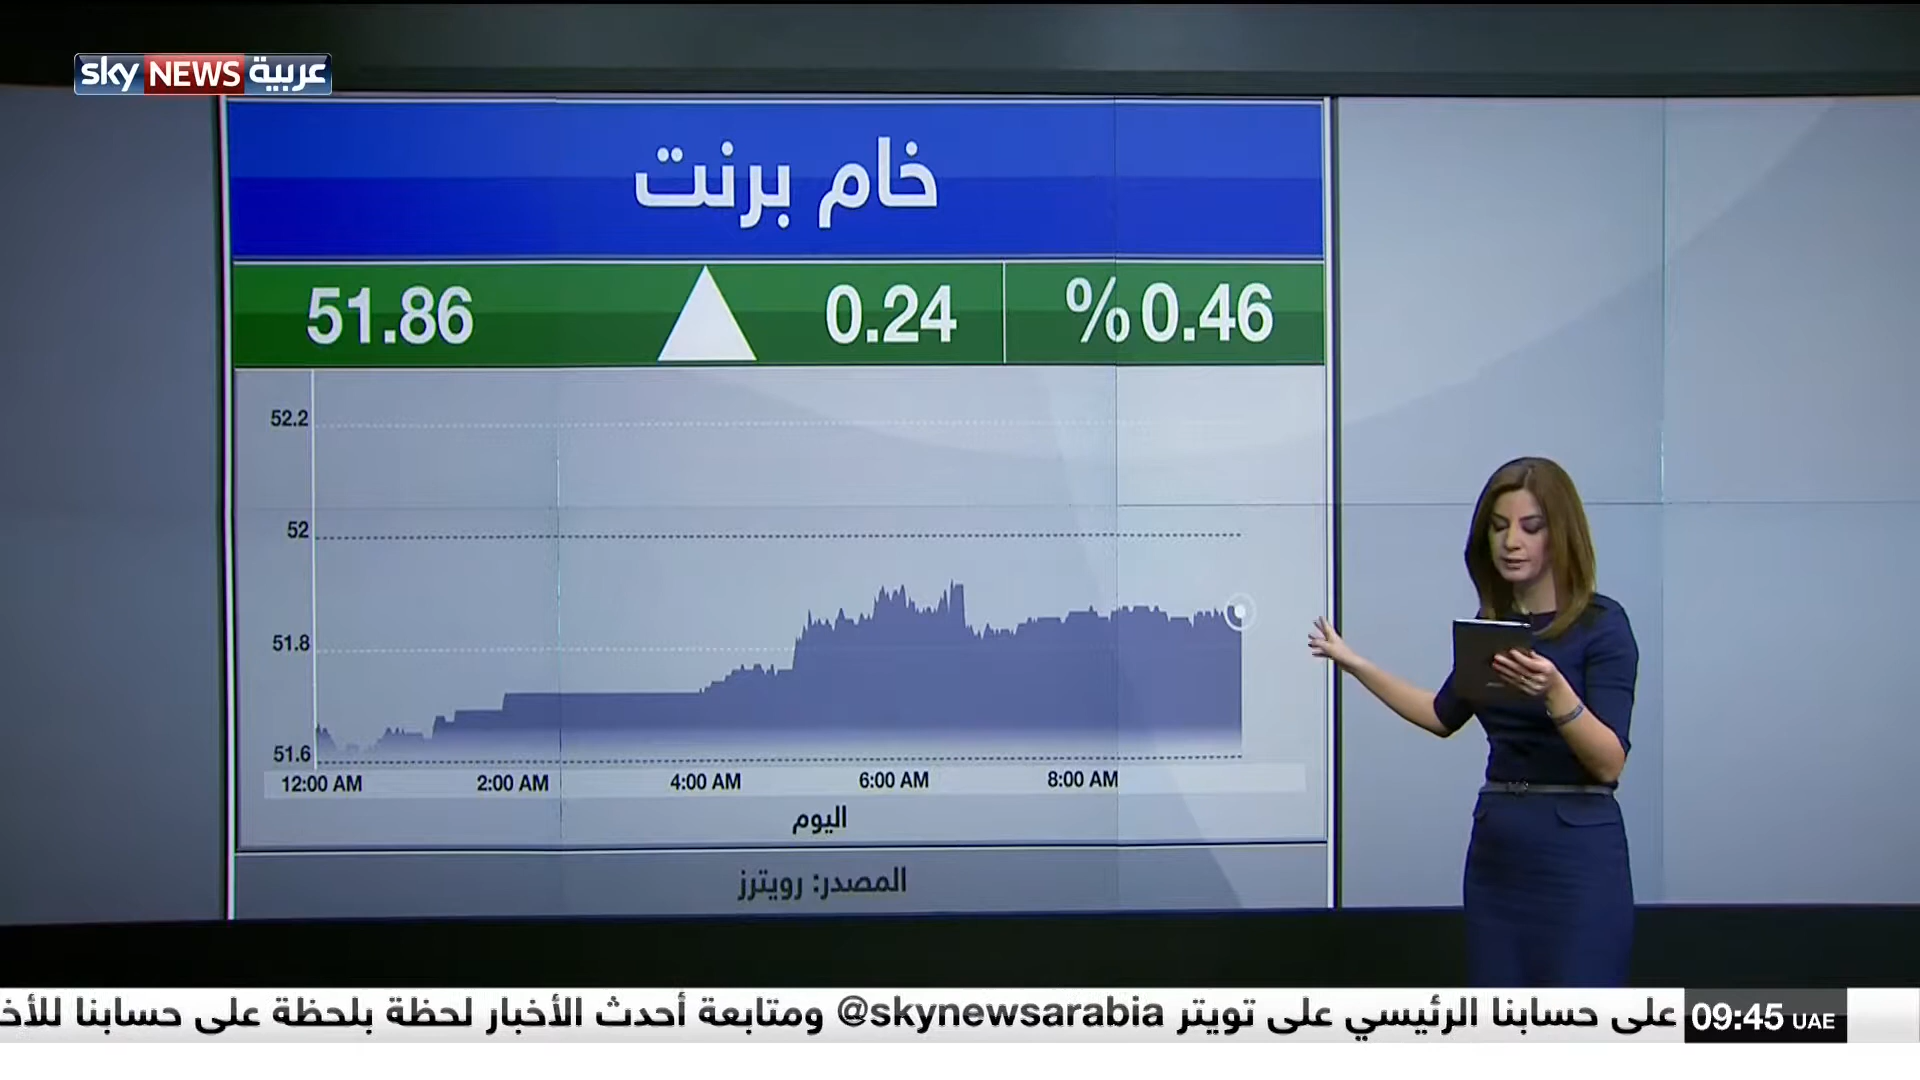 sky NEWS عربية
خام برنت
51.86 0.24 %0.46
52.2
52
51.8
51.6
12:00 AM 2:00 AM 4:00 AM 6:00 AM 8:00 AM
اليوم
المصدر: رويترز
على حسابنا الرئيسي على تويتر @skynewsarabia ومتابعة أحدث الأخبار لحظة بلحظة على حسابنا
09:45 UAE